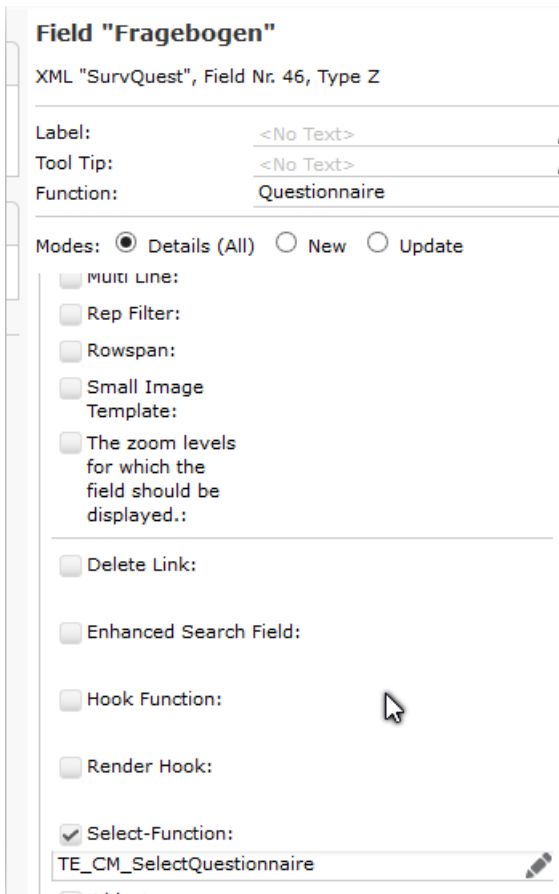 Field "Fragebogen"
XML "SurvQuest", Field Nr. 46, Type Z
Label: <No Text>
Tool Tip: <No Text>
Function: Questionnaire
Modes: Details (All) New Update
Multi Line:
Rep Filter:
Rowspan:
Small Image
Template:
The zoom levels
for which the
field should be
displayed.:
Delete Link:
Enhanced Search Field:
Hook Function:
Render Hook:
Select-Function:
TE_CM_SelectQuestionnaire